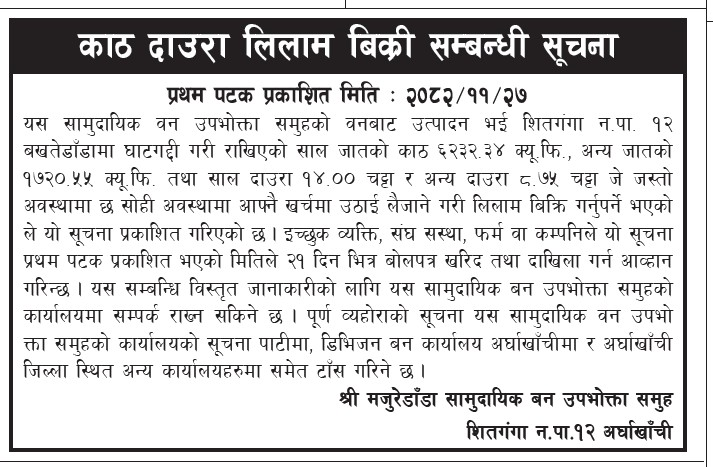 काठ दाउरा लिलाम बिक्री सम्बन्धी सूचना
प्रथम पटक प्रकाशित मिति : २०८२/११/२७
यस सामुदायिक वन उपभोक्ता समुहको वनबाट उत्पादन भई शितगंगा न.पा. १२
बखतेडाँडामा घाटगद्दी गरी राखिएको साल जातको काठ ६२३२.३४ क्यू.फि., अन्य जातको
१७२०.५५ क्यू.फि. तथा साल दाउरा १४.०० चट्टा र अन्य दाउरा ८.७५ चट्टा जे जस्तो
अवस्थामा छ सोही अवस्थामा आफ्नै खर्चमा उठाई लैजाने गरी लिलाम बिक्रि गर्नुपर्ने भएको
ले यो सूचना प्रकाशित गरिएको छ । इच्छुक व्यक्ति, संघ सस्था, फर्म वा कम्पनिले यो सूचना
प्रथम पटक प्रकाशित भएको मितिले २१ दिन भित्र बोलपत्र खरिद तथा दाखिला गर्न आव्हान
गरिन्छ । यस सम्बन्धि विस्तृत जानाकारीको लागि यस सामुदायिक बन उपभोक्ता समुहको
कार्यालयमा सम्पर्क राख्न सकिने छ । पूर्ण व्यहोराको सूचना यस सामुदायिक वन उपभो
क्ता समुहको कार्यालयको सूचना पाटीमा, डिभिजन बन कार्यालय अर्घाखाँचीमा र अर्घाखाँची
जिल्ला स्थित अन्य कार्यालयहरुमा समेत टाँस गरिने छ ।
श्री मजुरेडाँडा सामुदायिक बन उपभोक्ता समुह
शितगंगा न.पा.१२ अर्घाखाँची